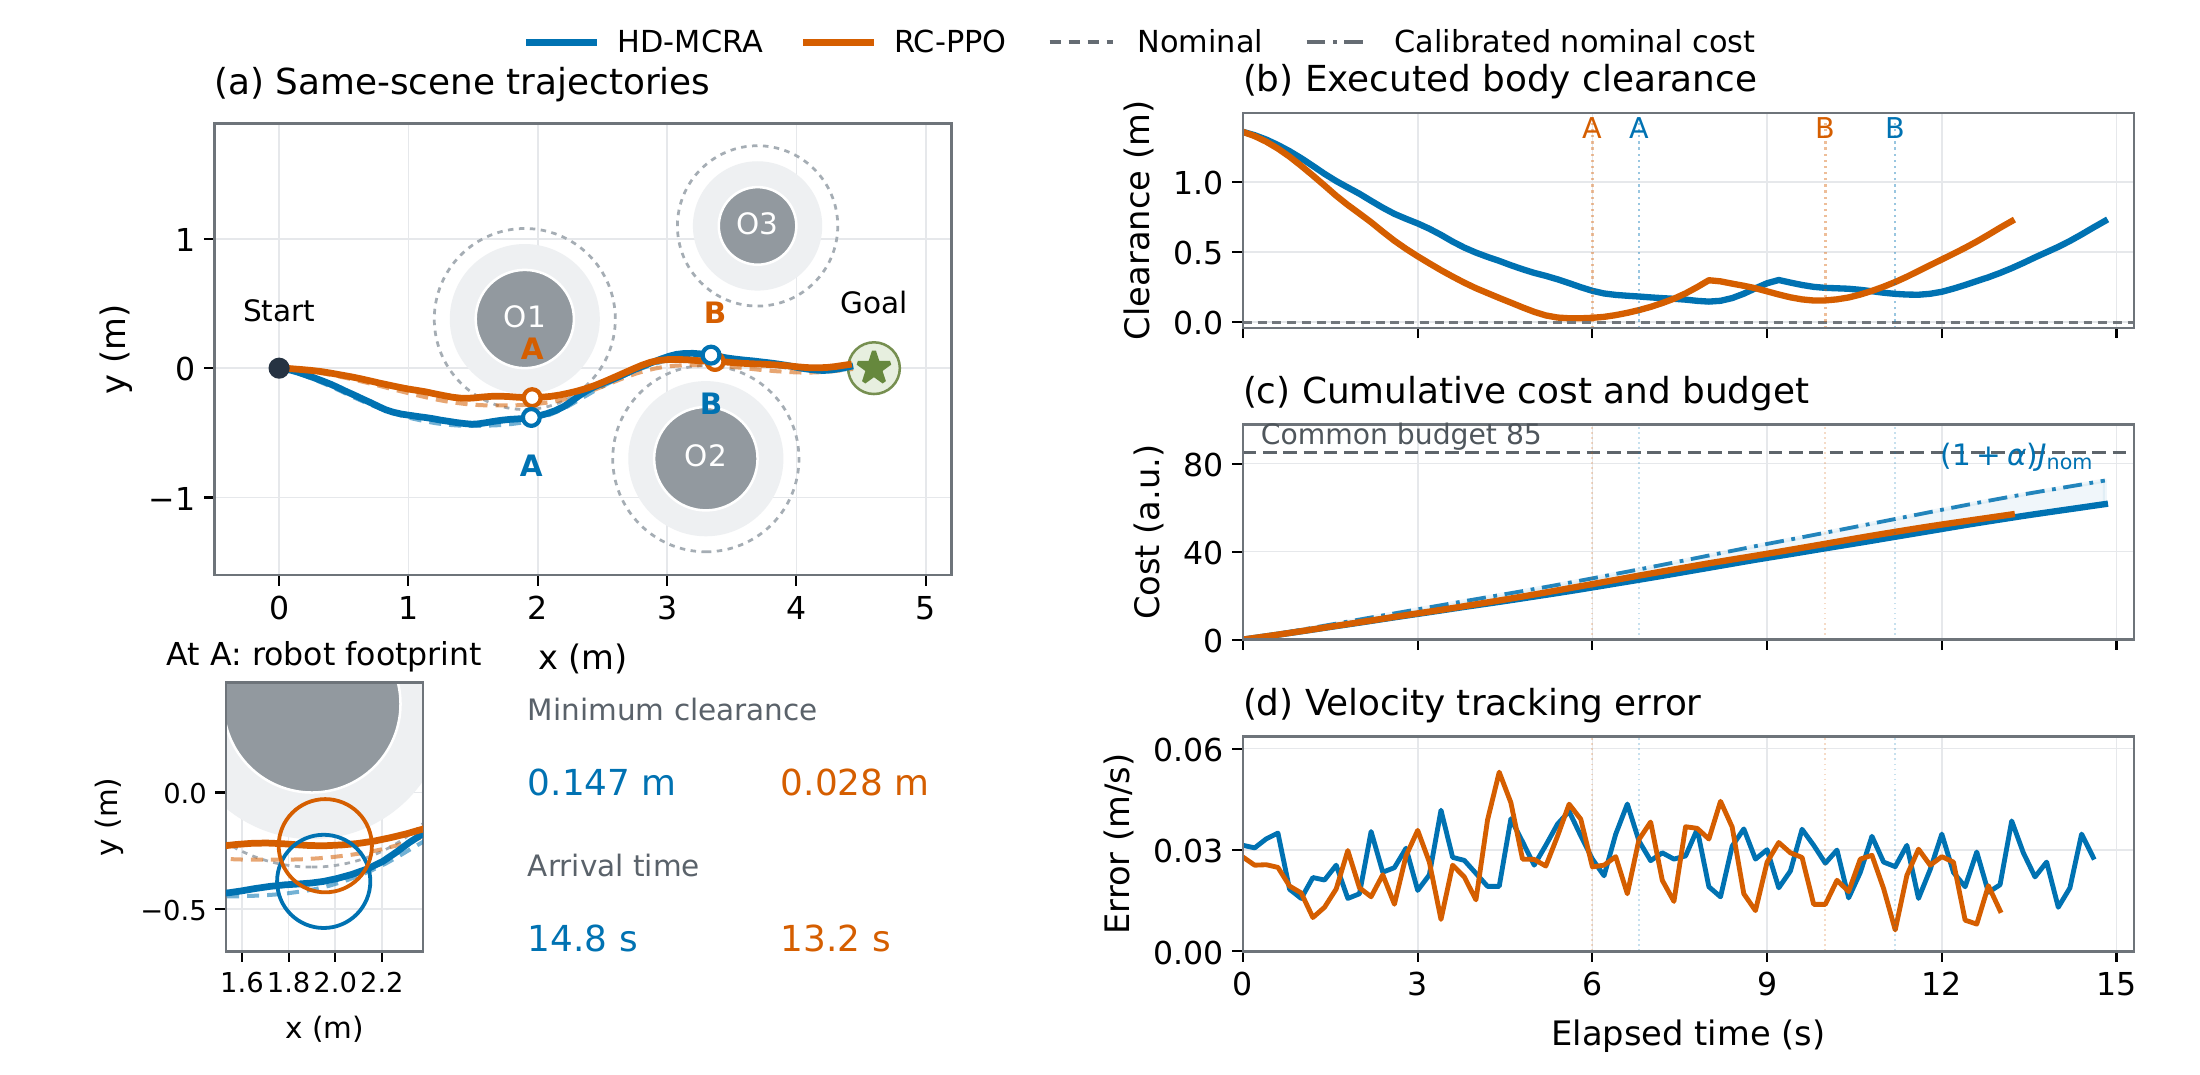 HD-MCRA RC-PPO Nominal Calibrated nominal cost
(a) Same-scene trajectories
y (m)
1
0
−1
Start
O1
O2
O3
A
A
B
B
Goal
0 1 2 3 4 5
x (m)
At A: robot footprint
y (m)
0.0
−0.5
1.6 1.8 2.0 2.2
x (m)
Minimum clearance
0.147 m 0.028 m
Arrival time
14.8 s 13.2 s
(b) Executed body clearance
Clearance (m)
1.0
0.5
0.0
A A B B
(c) Cumulative cost and budget
Cost (a.u.)
80
40
0
Common budget 85
(1 + α)J_nom
(d) Velocity tracking error
Error (m/s)
0.06
0.03
0.00
0 3 6 9 12 15
Elapsed time (s)